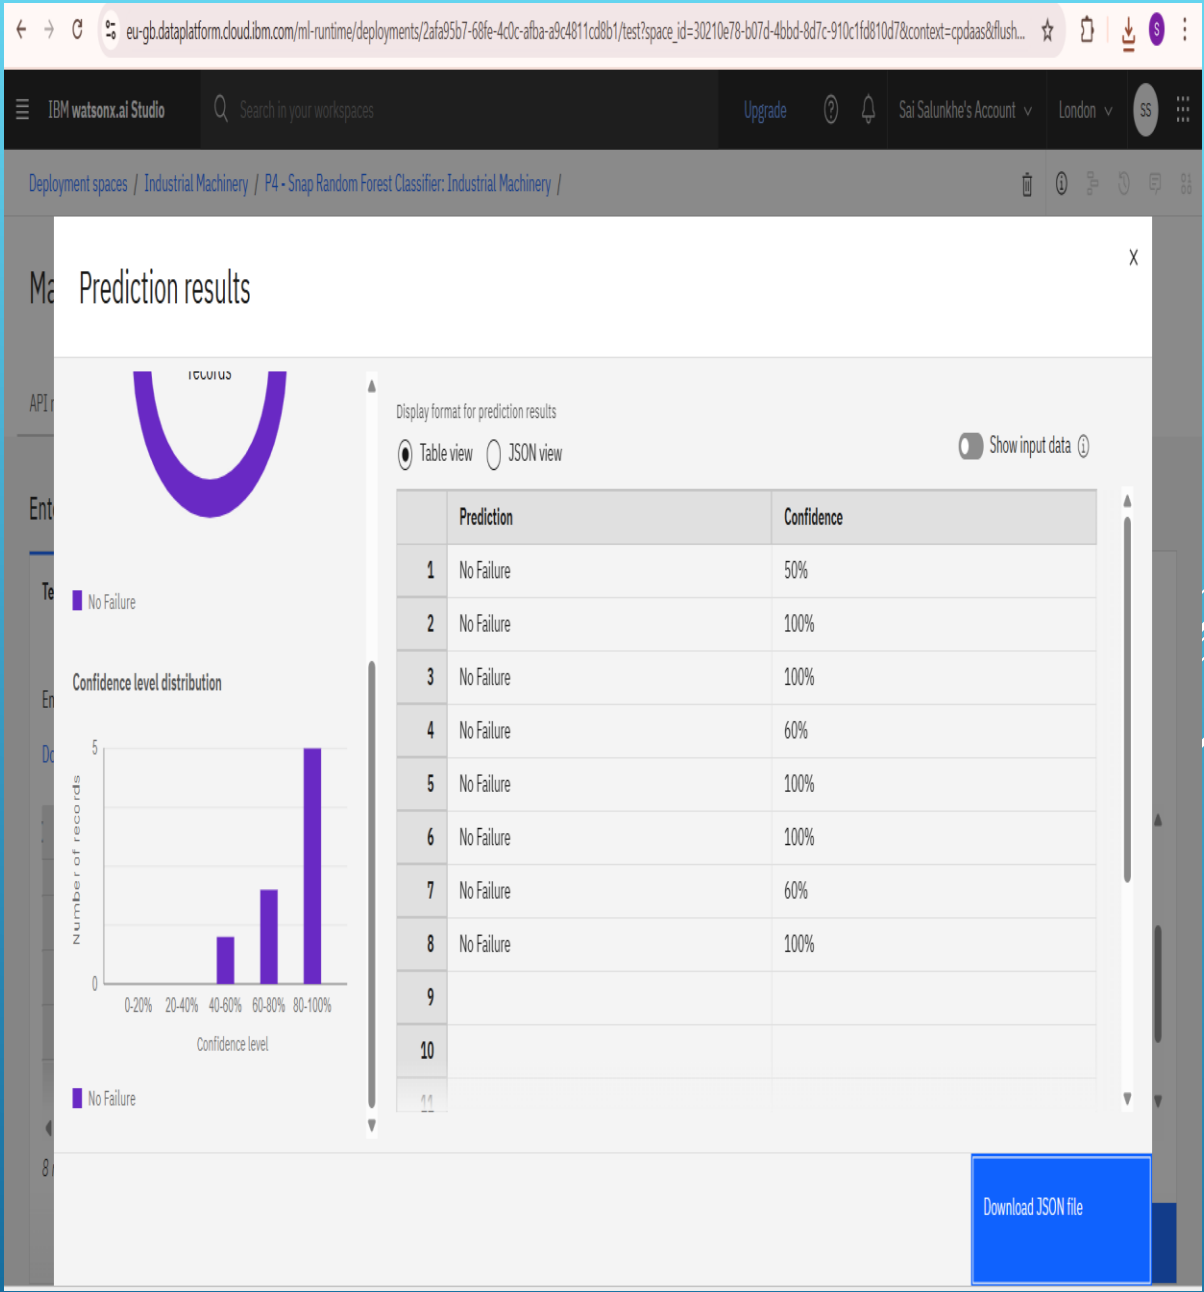 eu-gb.dataplatform.cloud.ibm.com/ml-runtime/deployments/2afa95b7-68fe-4c0c-afba-a9c4811cd8b1/test?space_id=30210e78-b07d-4bbd-8d7c-910c1fd810d7&context=cpdaas&flush...
S
IBM watsonx.ai Studio
Search in your workspaces
Upgrade
Sai Salunkhe's Account
London
SS
Deployment spaces / Industrial Machinery / P4 - Snap Random Forest Classifier: Industrial Machinery /
Prediction results
X
records
Display format for prediction results
Table view
JSON view
Show input data
Prediction Confidence
1 No Failure 50%
2 No Failure 100%
3 No Failure 100%
4 No Failure 60%
5 No Failure 100%
6 No Failure 100%
7 No Failure 60%
8 No Failure 100%
9
10
11
No Failure
Confidence level distribution
Number of records
5
0
0-20% 20-40% 40-60% 60-80% 80-100%
Confidence level
No Failure
Download JSON file